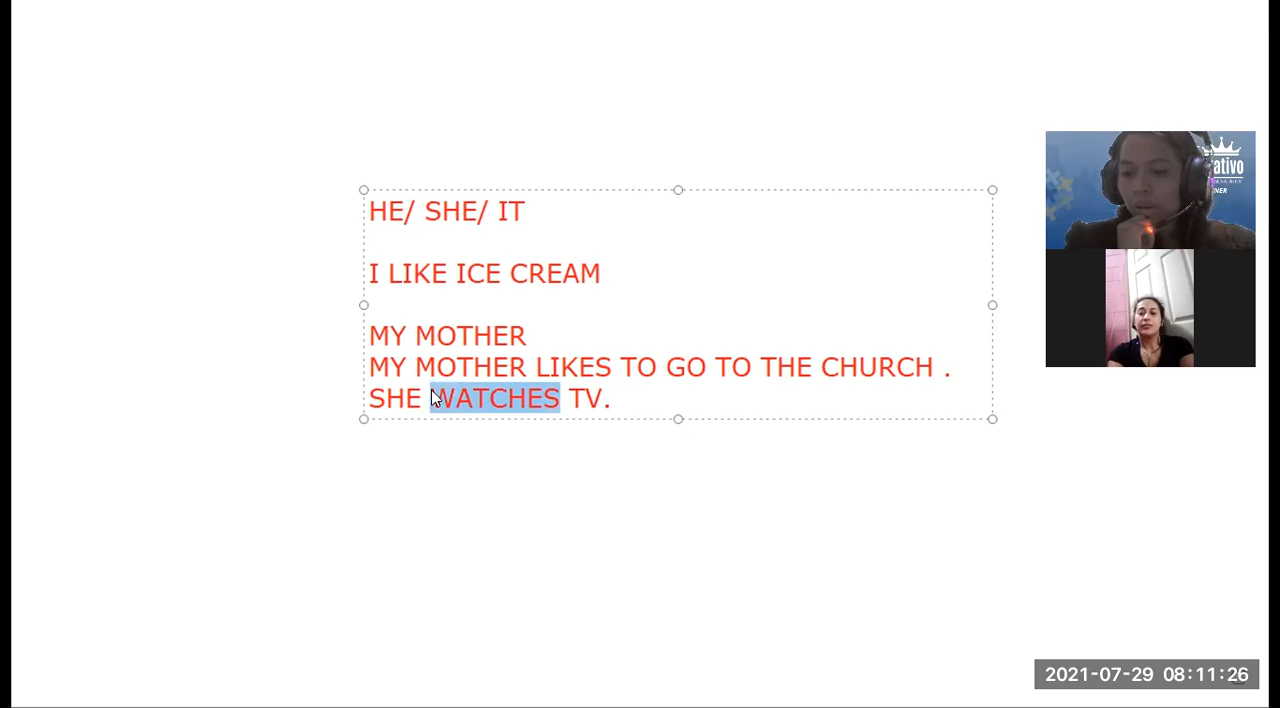 HE/ SHE/ IT
I LIKE ICE CREAM
MY MOTHER
MY MOTHER LIKES TO GO TO THE CHURCH .
SHE WATCHES TV.
ativo
2021-07-29 08:11:26